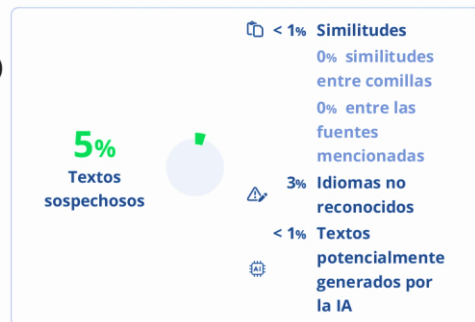 5%
Textos
sospechosos
< 1% Similitudes
0% similitudes
entre comillas
0% entre las
fuentes
mencionadas
3% Idiomas no
reconocidos
< 1% Textos
potencialmente
generados por
la IA
AI